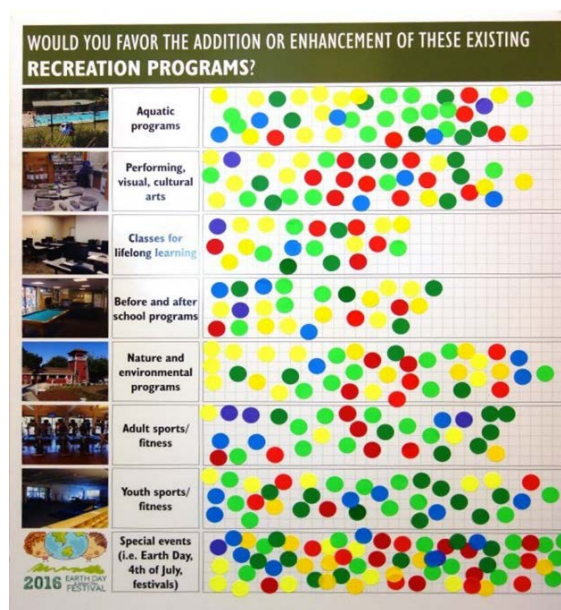 WOULD YOU FAVOR THE ADDITION OR ENHANCEMENT OF THESE EXISTING
RECREATION PROGRAMS?
Aquatic
programs
Performing,
visual, cultural
arts
Classes for
lifelong learning
Before and after
school programs
Nature and
environmental
programs
Adult sports/
fitness
Youth sports/
fitness
Special events
(i.e. Earth Day,
4th of July,
festivals)
2016 EARTH DAY
FESTIVAL